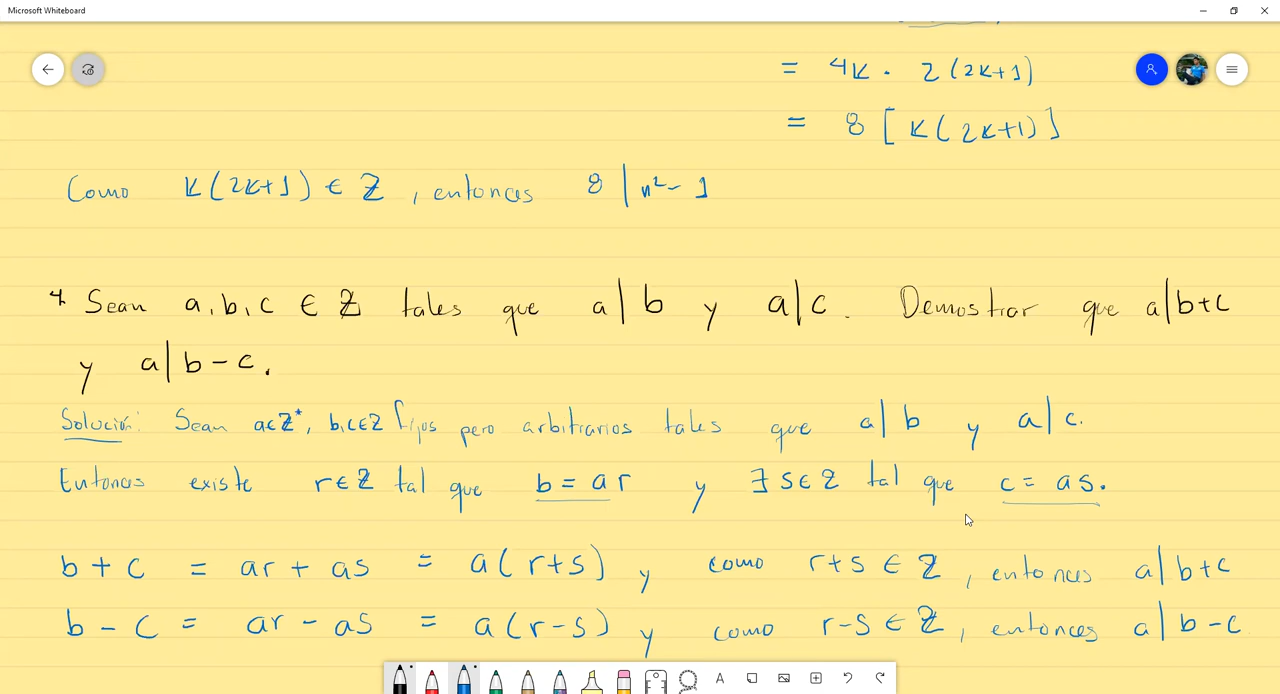 Microsoft Whiteboard
= 4k · 2(2k+1)
= 8 [k(2k+1)]
Como k(2k+1) ∈ ℤ, entonces 8 | n² - 1
4. Sean a, b, c ∈ ℤ tales que a|b y a|c. Demostrar que a|b+c
y a|b-c.
Solución: Sean a∈ℤ*, b,c∈ℤ fijos pero arbitrarios tales que a|b y a|c.
Entonces existe r∈ℤ tal que b = ar y ∃ s∈ℤ tal que c = as.
b + c = ar + as = a(r+s) y como r+s ∈ ℤ, entonces a|b+c
b - c = ar - as = a(r-s) y como r-s ∈ ℤ, entonces a|b-c